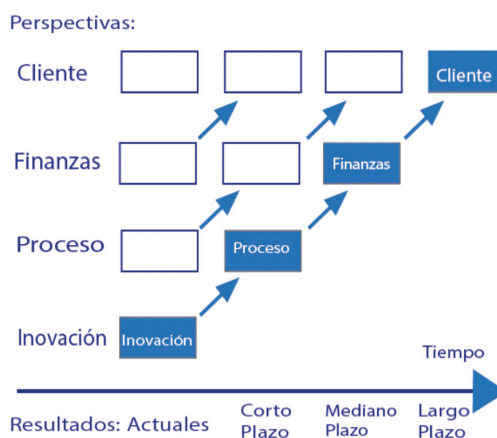 Perspectivas:
Cliente
Cliente
Finanzas
Finanzas
Proceso
Proceso
Inovación
Inovación
Tiempo
Resultados: Actuales
Corto
Plazo
Mediano
Plazo
Largo
Plazo